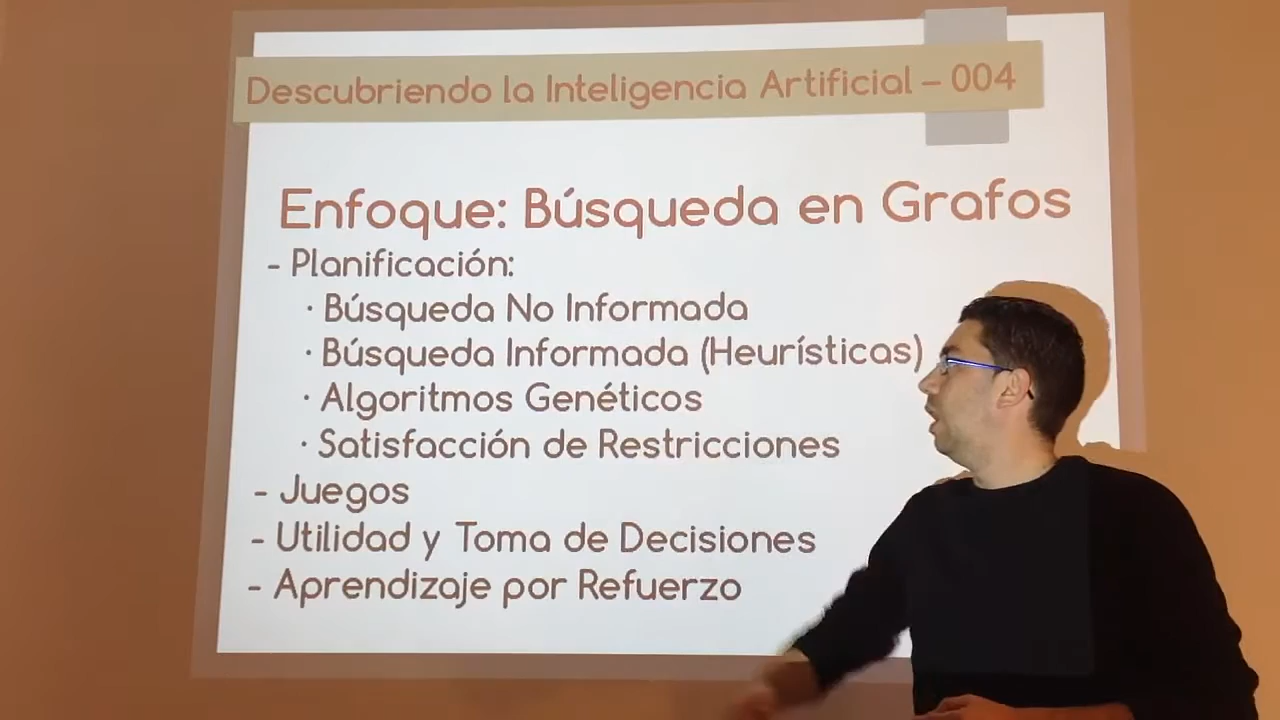 Descubriendo la Inteligencia Artificial – 004
Enfoque: Búsqueda en Grafos
- Planificación:
· Búsqueda No Informada
· Búsqueda Informada (Heurísticas)
· Algoritmos Genéticos
· Satisfacción de Restricciones
- Juegos
- Utilidad y Toma de Decisiones
- Aprendizaje por Refuerzo